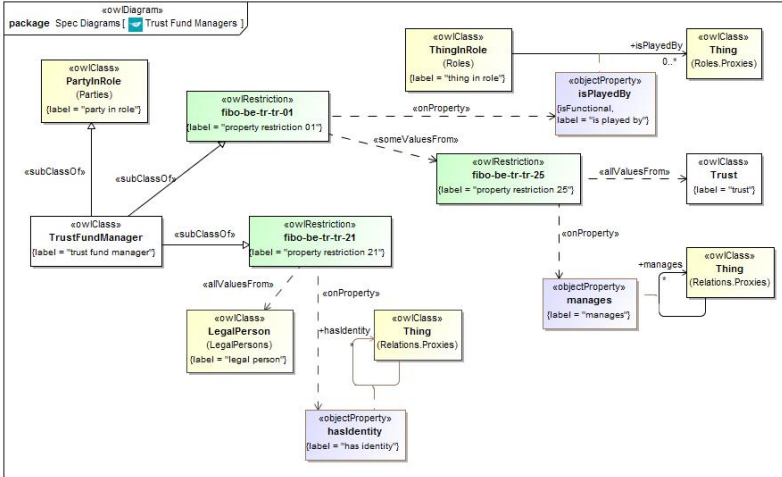 «owlDiagram»
package Spec Diagrams [ Trust Fund Managers ]
«owlClass»
PartyInRole
(Parties)
{label = "party in role"}
«owlClass»
ThingInRole
(Roles)
{label = "thing in role"}
+isPlayedBy
0..*
«owlClass»
Thing
(Roles.Proxies)
«owlRestriction»
fibo-be-tr-tr-01
{label = "property restriction 01"}
«onProperty»
«objectProperty»
isPlayedBy
{isFunctional,
label = "is played by"}
«someValuesFrom»
«subClassOf»
«subClassOf»
«owlRestriction»
fibo-be-tr-tr-25
{label = "property restriction 25"}
«allValuesFrom»
«owlClass»
Trust
{label = "trust"}
«owlClass»
TrustFundManager
{label = "trust fund manager"}
«subClassOf»
«owlRestriction»
fibo-be-tr-tr-21
{label = "property restriction 21"}
«onProperty»
«allValuesFrom»
«onProperty»
«objectProperty»
manages
{label = "manages"}
+manages
*
«owlClass»
Thing
(Relations.Proxies)
«owlClass»
LegalPerson
(LegalPersons)
{label = "legal person"}
+hasIdentity
*
«owlClass»
Thing
(Relations.Proxies)
«objectProperty»
hasIdentity
{label = "has identity"}